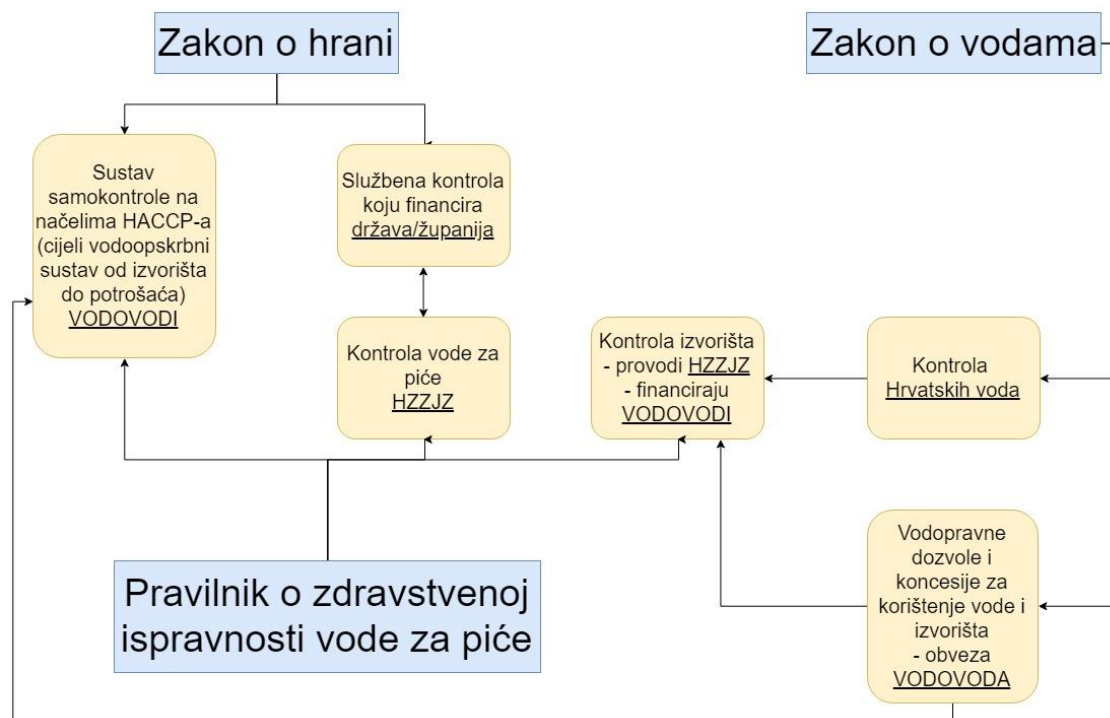 Zakon o hrani
Zakon o vodama
Sustav
samokontrole na
načelima HACCP-a
(cijeli vodoopskrbni
sustav od izvorišta
do potrošaća)
VODOVODI
Službena kontrola
koju financira
država/županija
Kontrola vode za
piće
HZZJZ
Kontrola izvorišta
- provodi HZZJZ
- financiraju
VODOVODI
Kontrola
Hrvatskih voda
Pravilnik o zdravstvenoj
ispravnosti vode za piće
Vodopravne
dozvole i
koncesije za
korištenje vode i
izvorišta
- obveza
VODOVODA